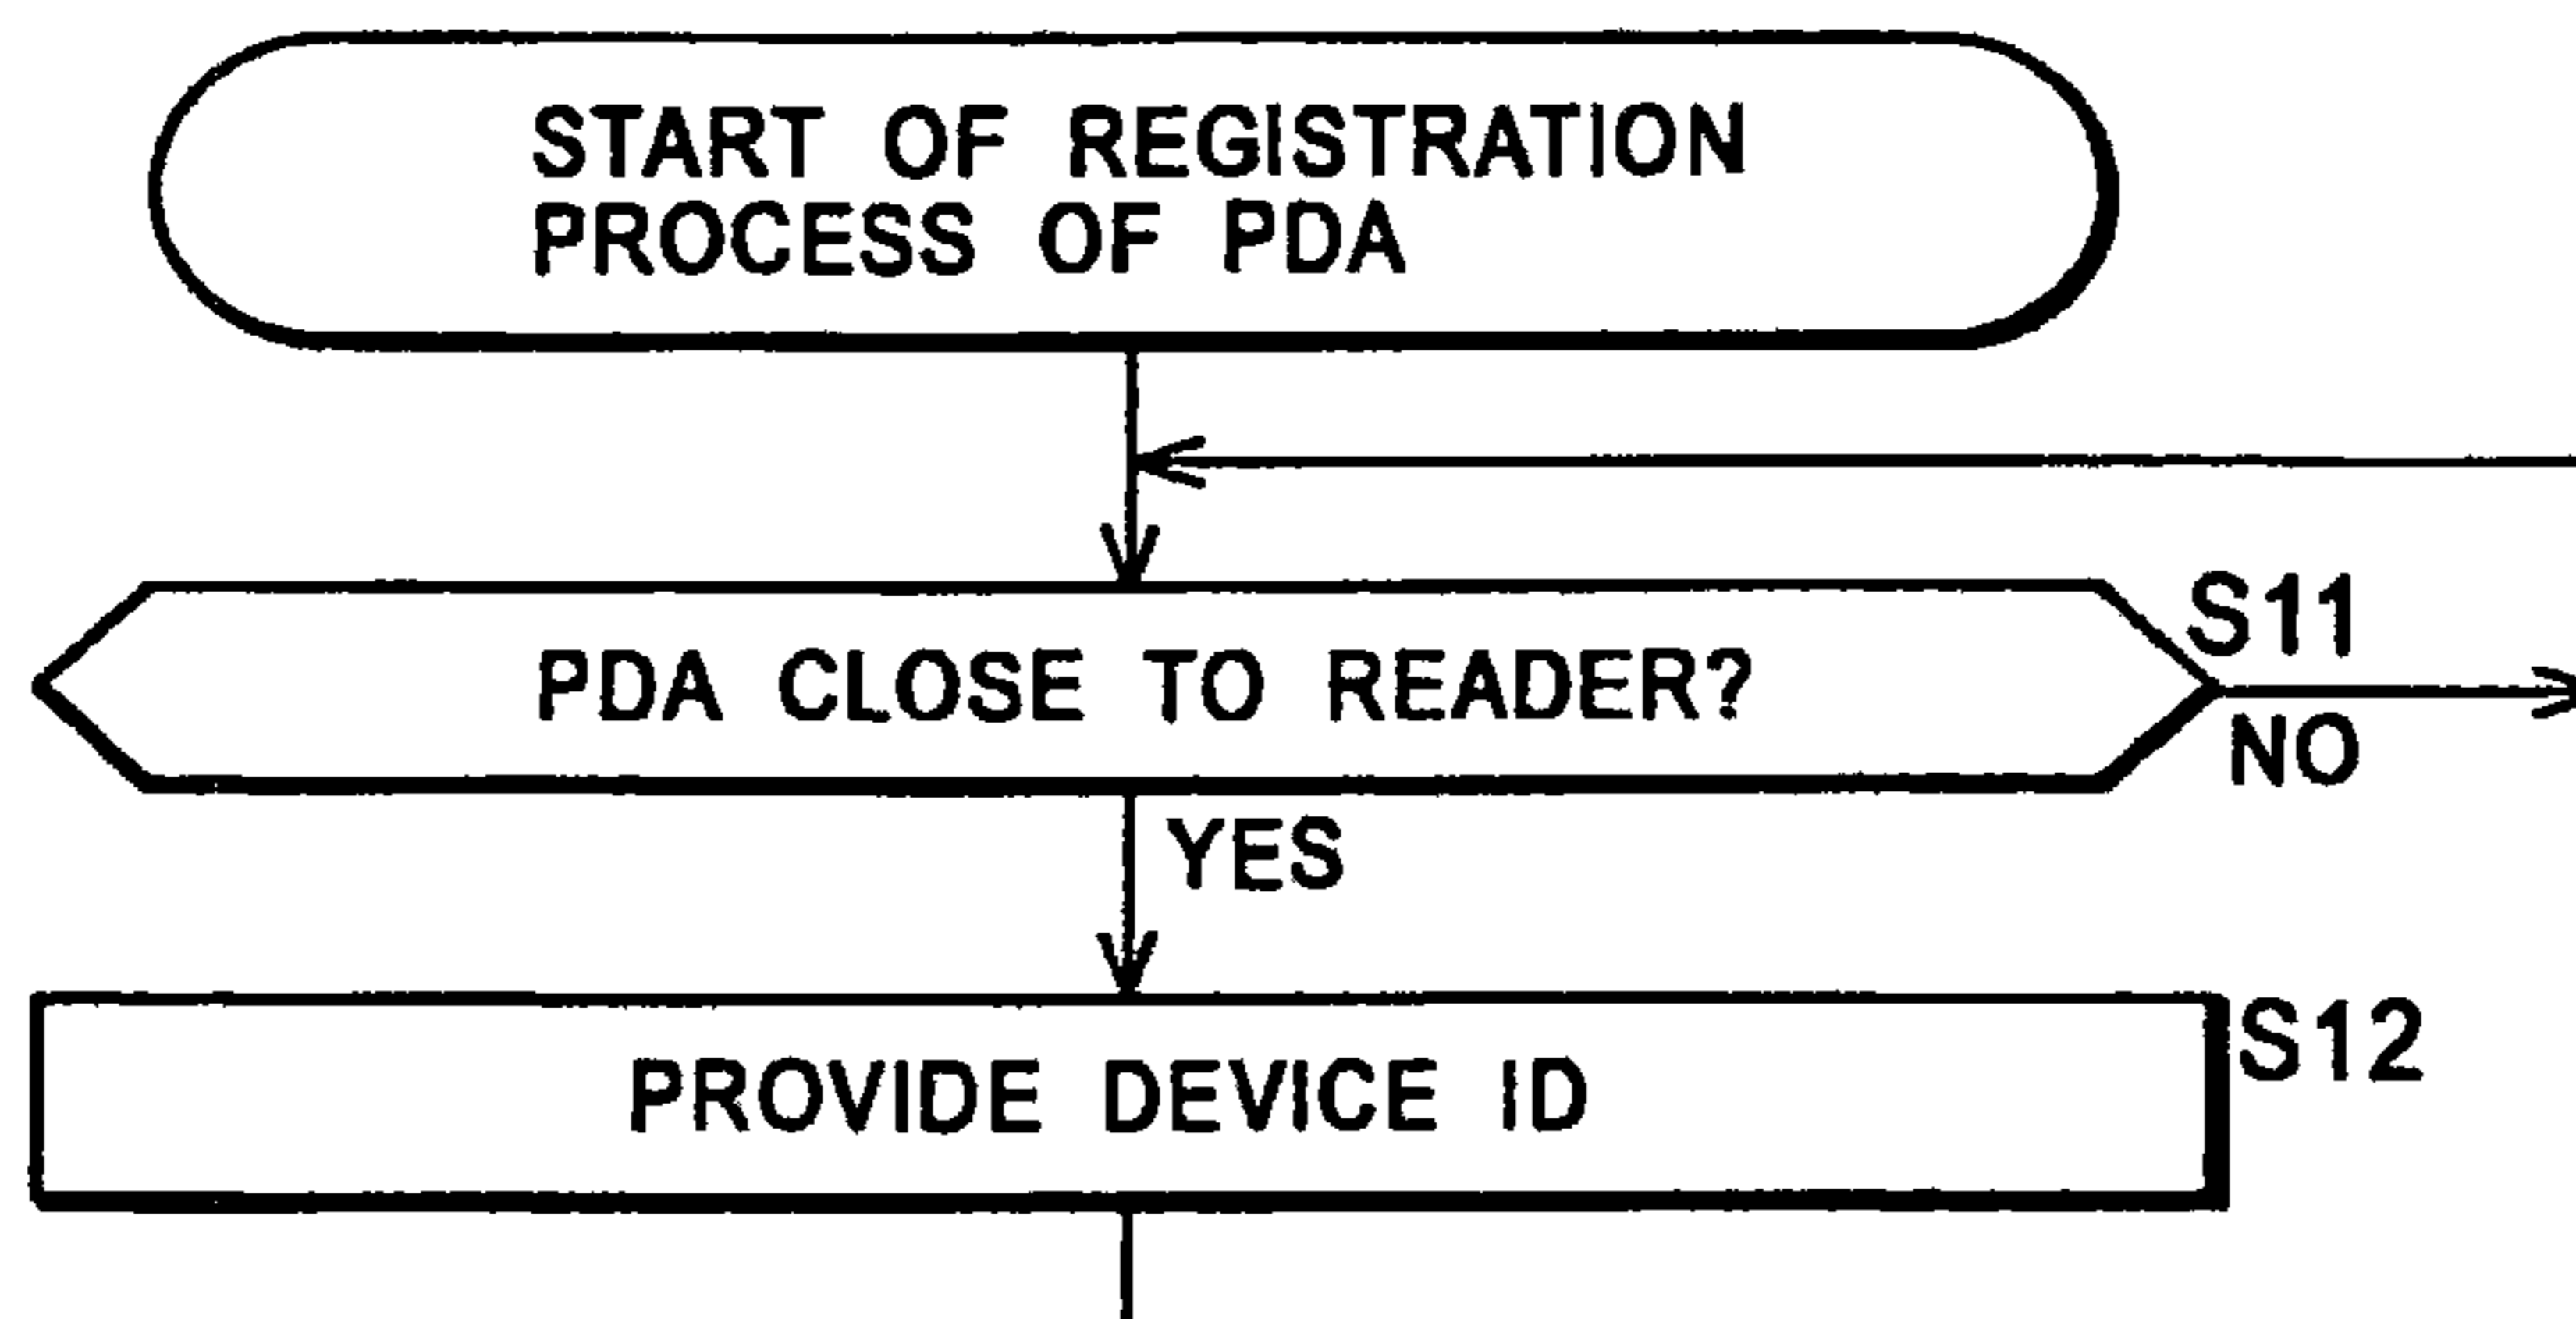 START OF REGISTRATION
PROCESS OF PDA
S11
PDA CLOSE TO READER?
NO
YES
S12
PROVIDE DEVICE ID